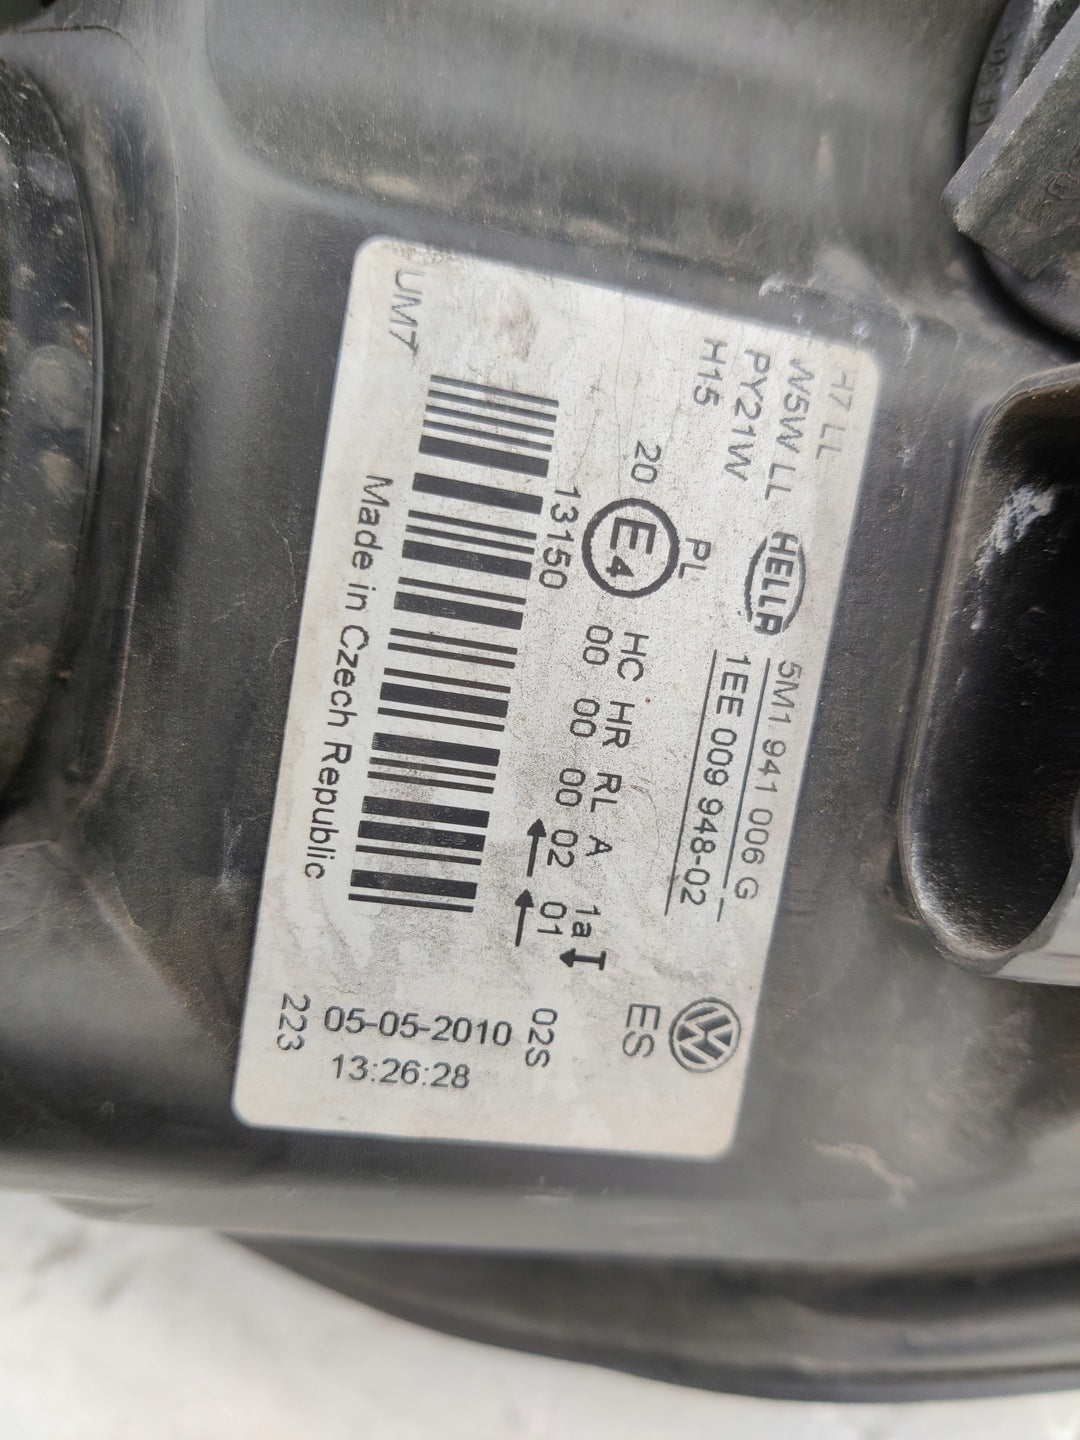 H7 LL
W5W LL
PY21W
H15
HELLA
5M1 941 006 G
1EE 009 948-02
PL
20 E4
HC HR RL A 1a I
00 00 00 02 01
ES
02S
13150
Made in Czech Republic
05-05-2010
13:26:28
223
UM7